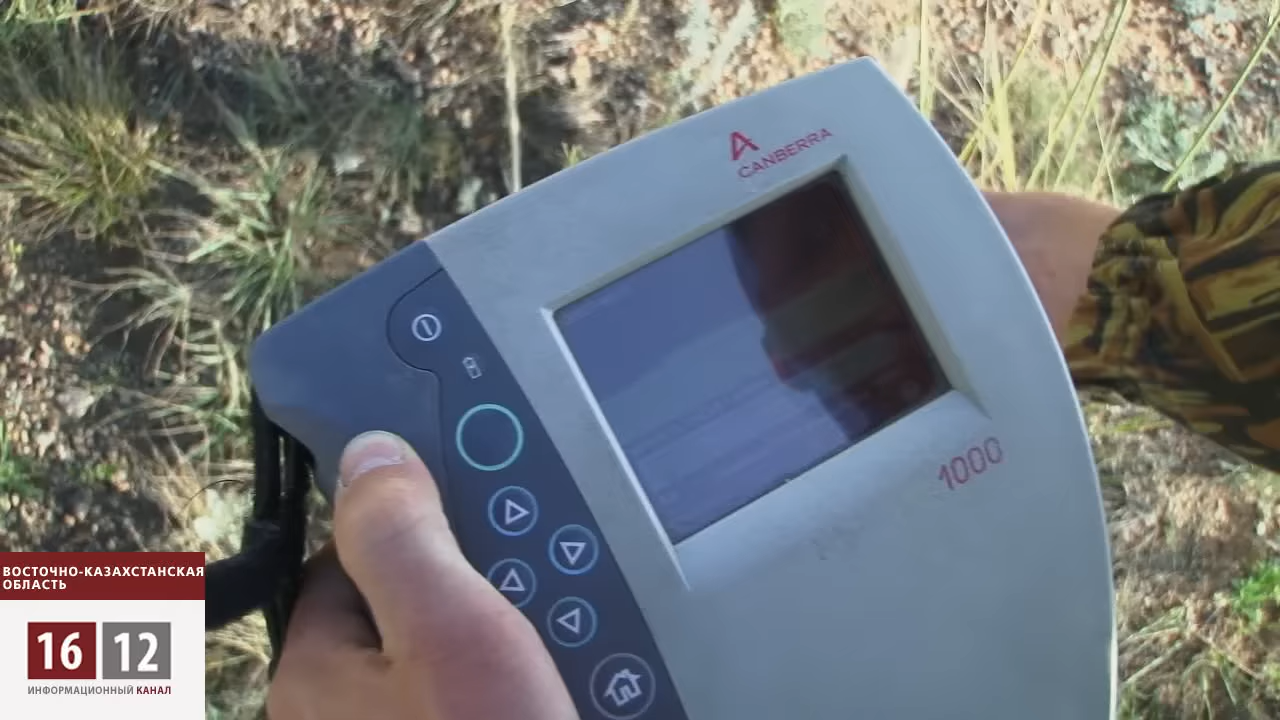 CANBERRA
1000
ВОСТОЧНО-КАЗАХСТАНСКАЯ
ОБЛАСТЬ
16 12
ИНФОРМАЦИОННЫЙ КАНАЛ